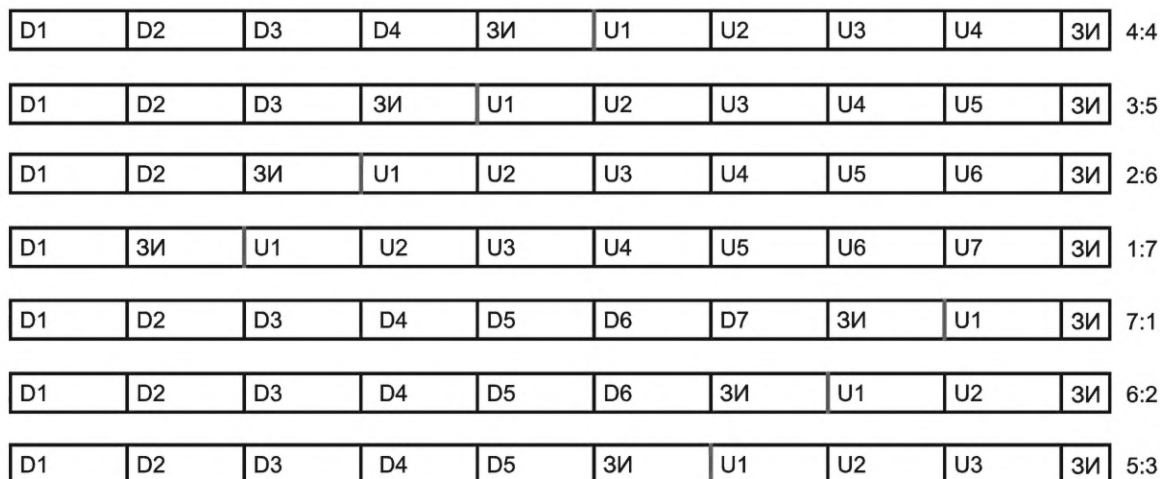 D1 D2 D3 D4 ЗИ U1 U2 U3 U4 ЗИ 4:4
D1 D2 D3 ЗИ U1 U2 U3 U4 U5 ЗИ 3:5
D1 D2 ЗИ U1 U2 U3 U4 U5 U6 ЗИ 2:6
D1 ЗИ U1 U2 U3 U4 U5 U6 U7 ЗИ 1:7
D1 D2 D3 D4 D5 D6 D7 ЗИ U1 ЗИ 7:1
D1 D2 D3 D4 D5 D6 ЗИ U1 U2 ЗИ 6:2
D1 D2 D3 D4 D5 ЗИ U1 U2 U3 ЗИ 5:3